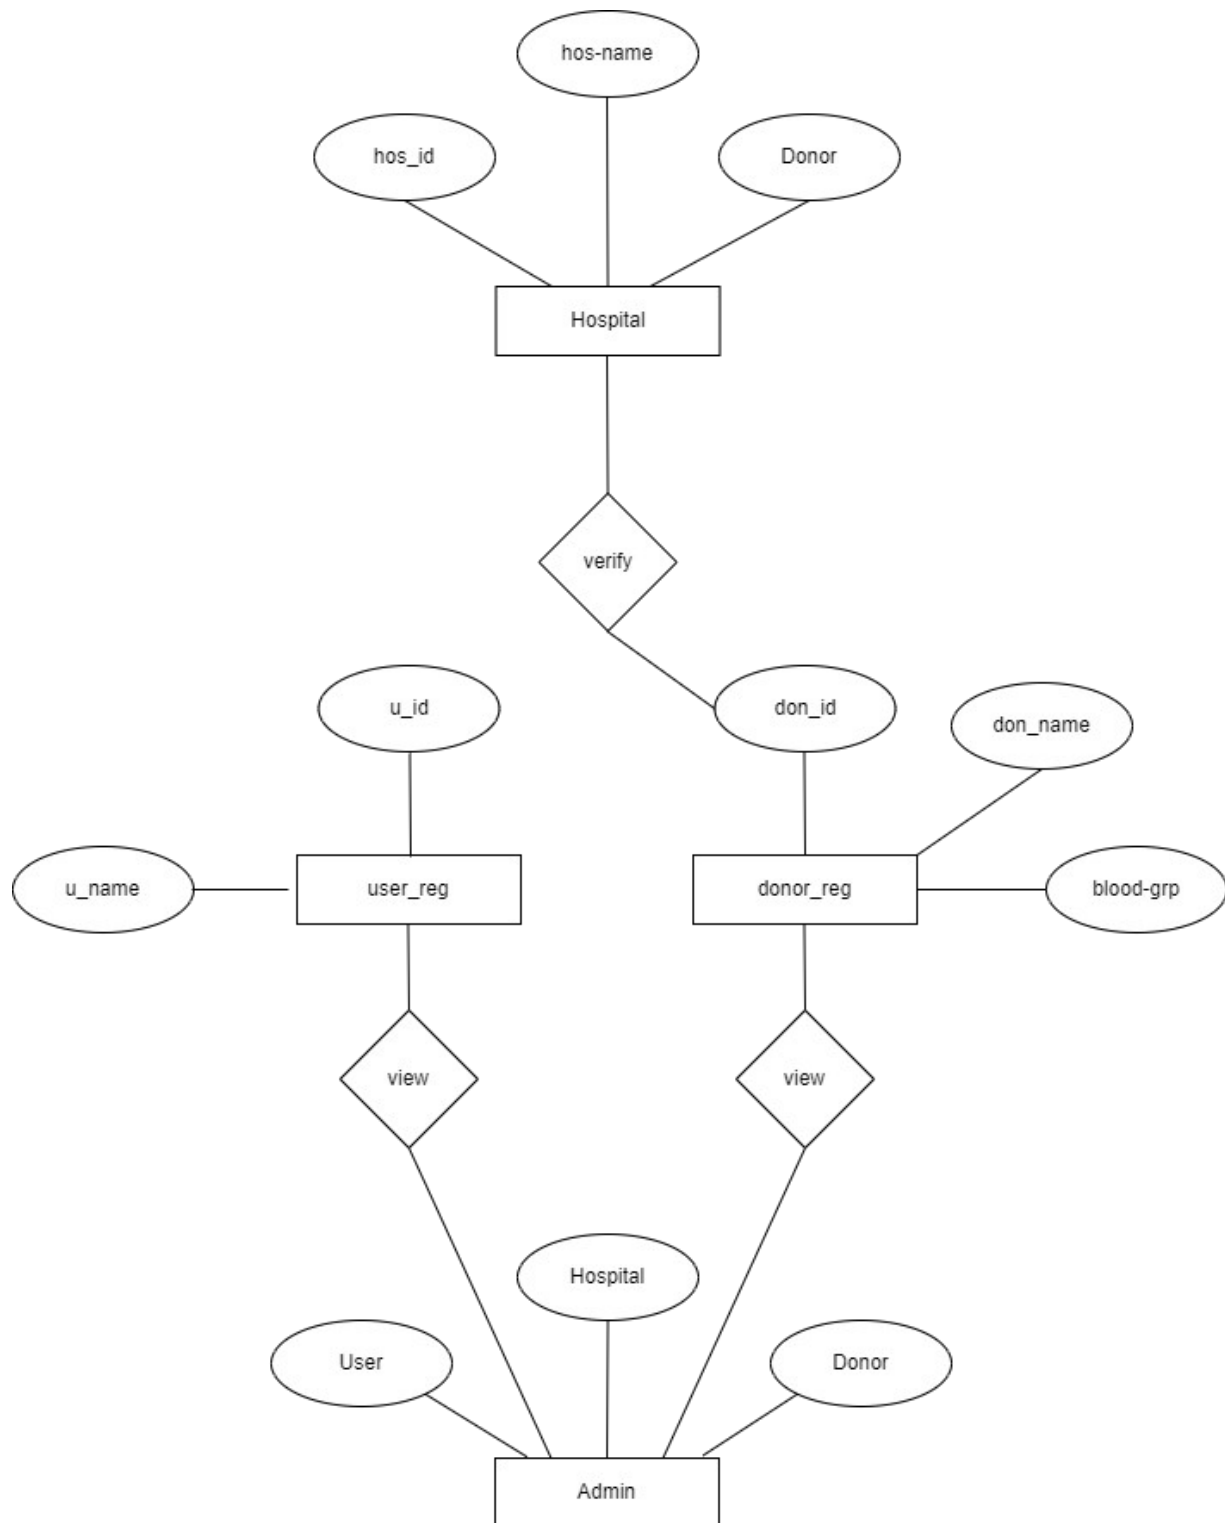 hos-name
hos_id
Donor
Hospital
verify
u_id
don_id
don_name
u_name
user_reg
donor_reg
blood-grp
view
view
Hospital
User
Donor
Admin